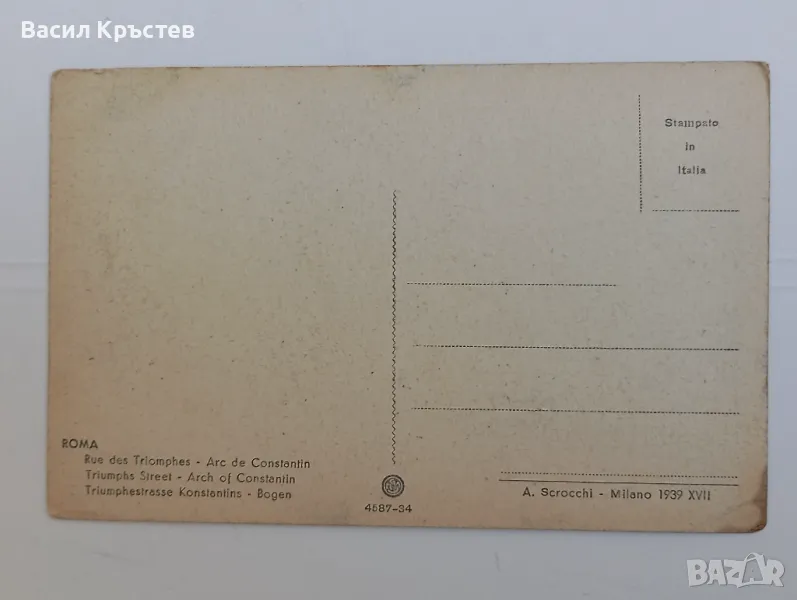 Васил Кръстев
Stampato
in
Italia
ROMA
Rue des Triomphes - Arc de Constantin
Triumphs Street - Arch of Constantin
Triumphestrasse Konstantins - Bogen
4687-34
A. Scrocchi - Milano 1939 XVII
BAZAR